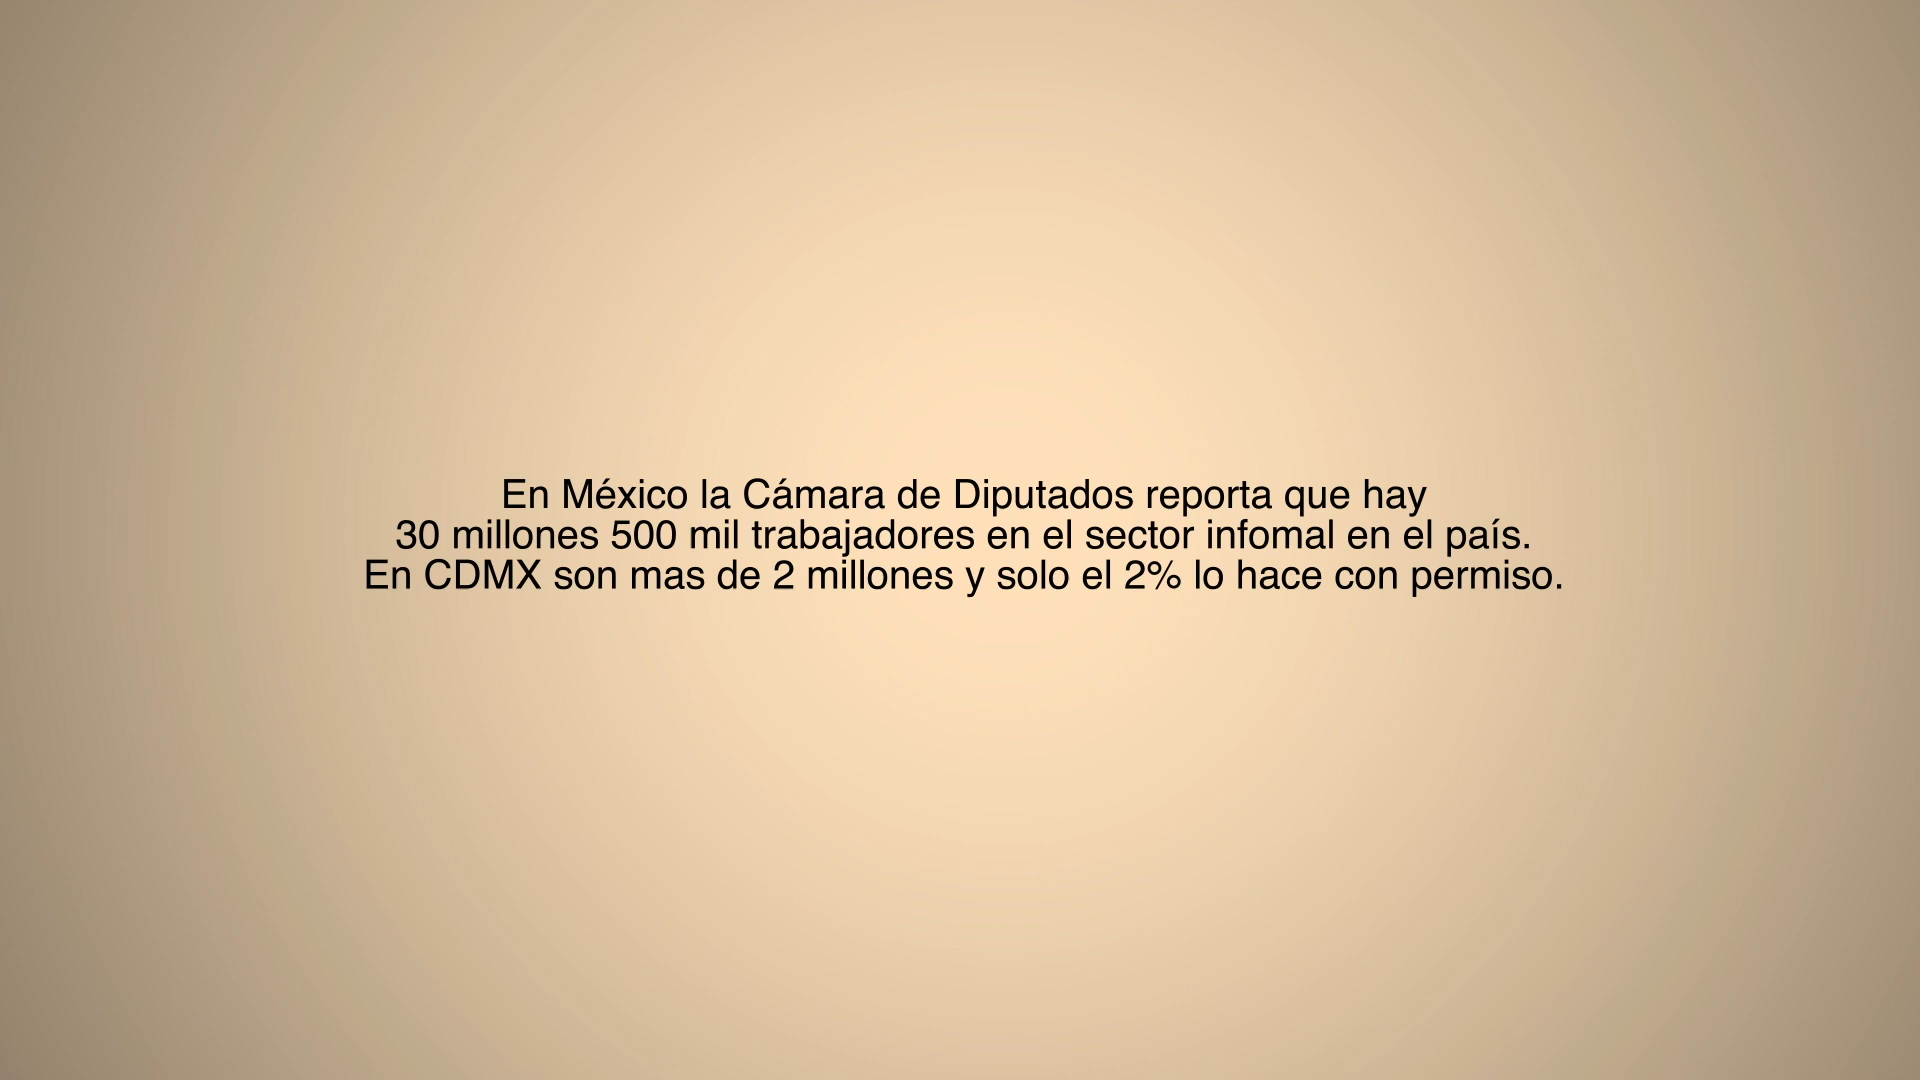 En México la Cámara de Diputados reporta que hay
30 millones 500 mil trabajadores en el sector infomal en el país.
En CDMX son mas de 2 millones y solo el 2% lo hace con permiso.